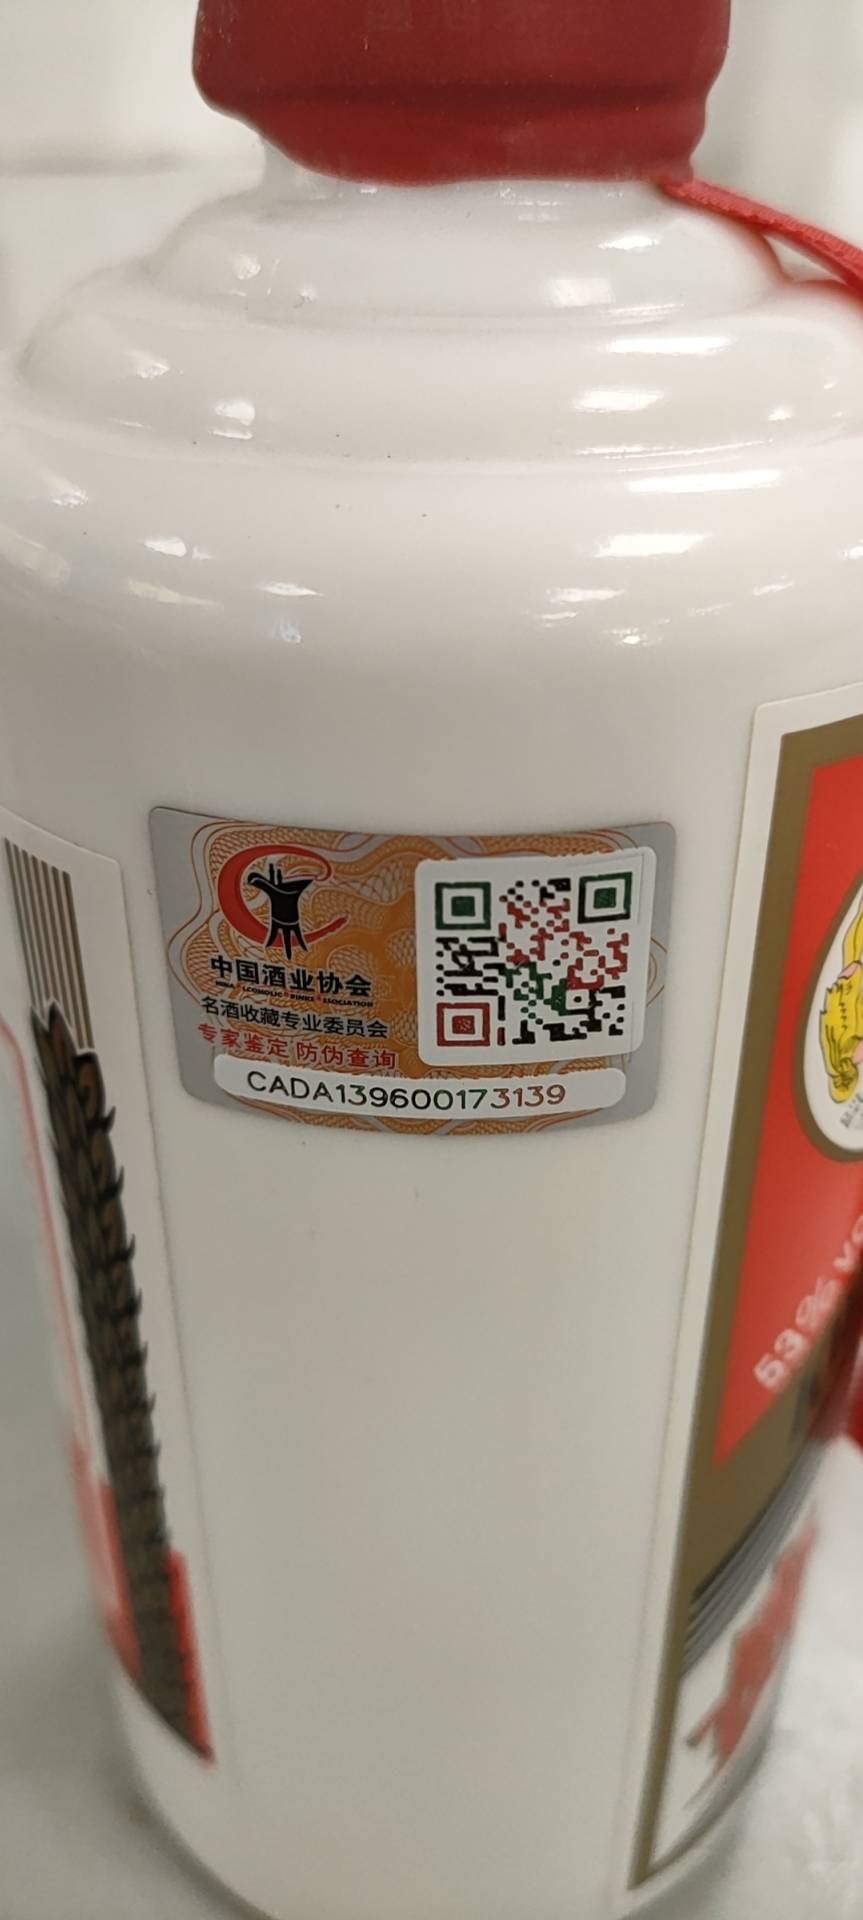 中国酒业协会
名酒收藏专业委员会
专家鉴定 防伪查询
CADA139600173139
53%